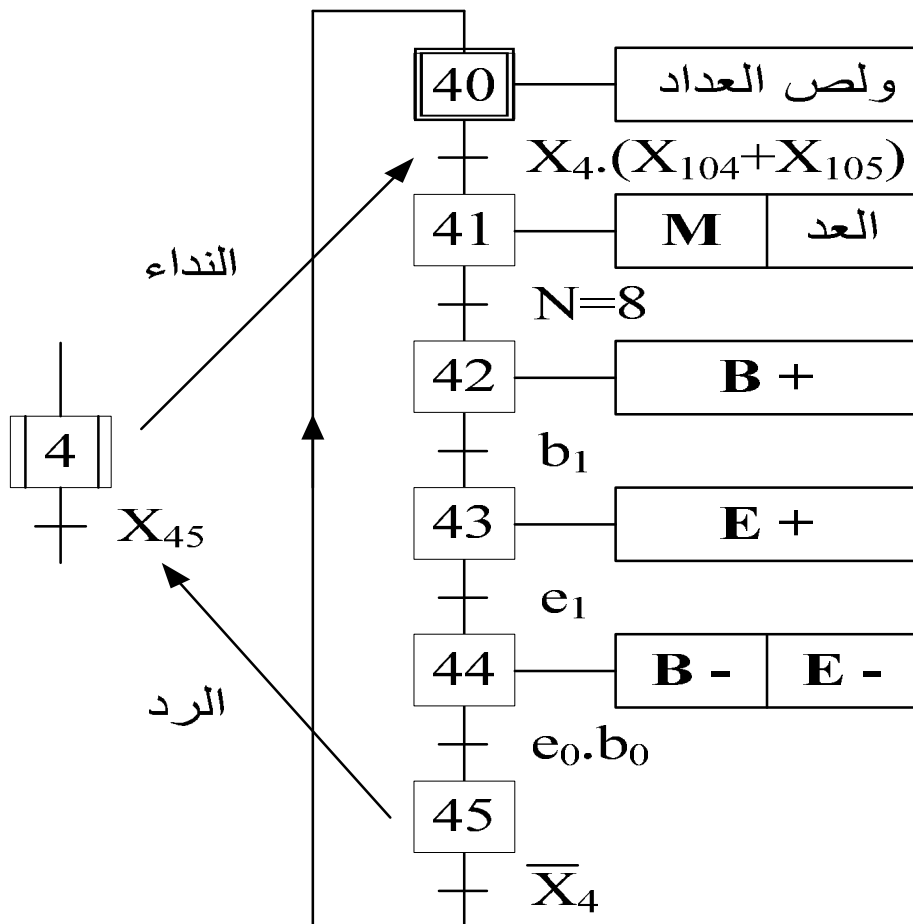 40 ولص العداد
X₄.(X₁₀₄+X₁₀₅)
41 M العد
النداء
N=8
42 B +
b₁
4
43 E +
X₄₅
e₁
44 B - E -
الرد
e₀.b₀
45
X̅₄